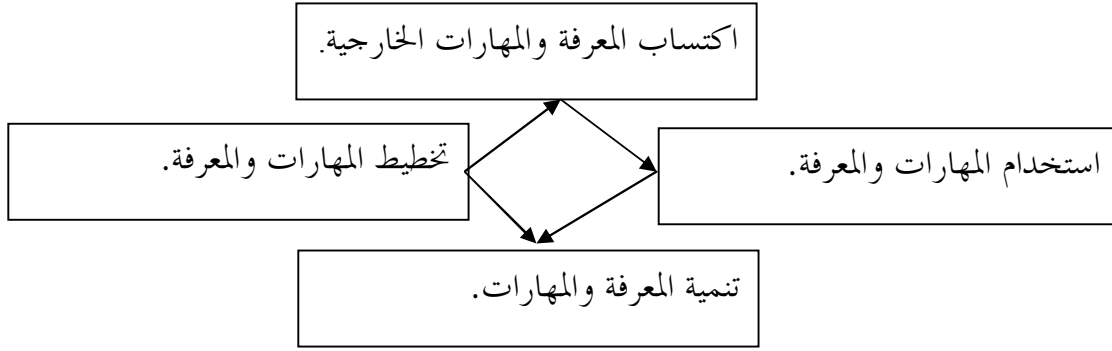 اكتساب المعرفة والمهارات الخارجية.
استخدام المهارات والمعرفة.
تخطيط المهارات والمعرفة.
تنمية المعرفة والمهارات.